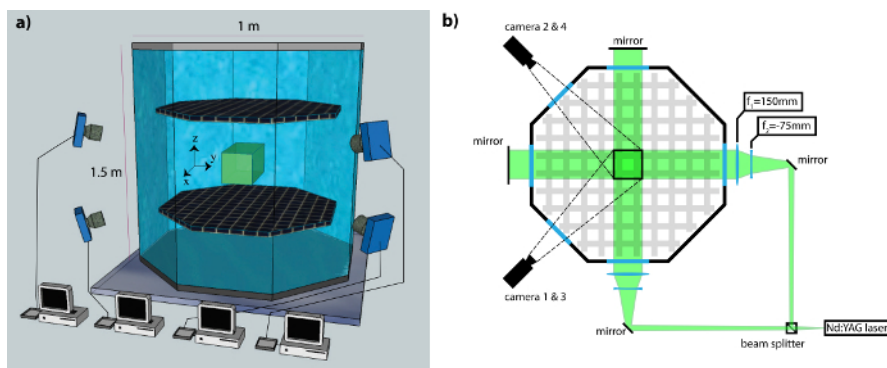 a)
1 m
1.5 m
z
y
x
b)
camera 2 & 4
mirror
f₁=150mm
f₂=-75mm
mirror
mirror
camera 1 & 3
mirror
beam splitter
Nd:YAG laser